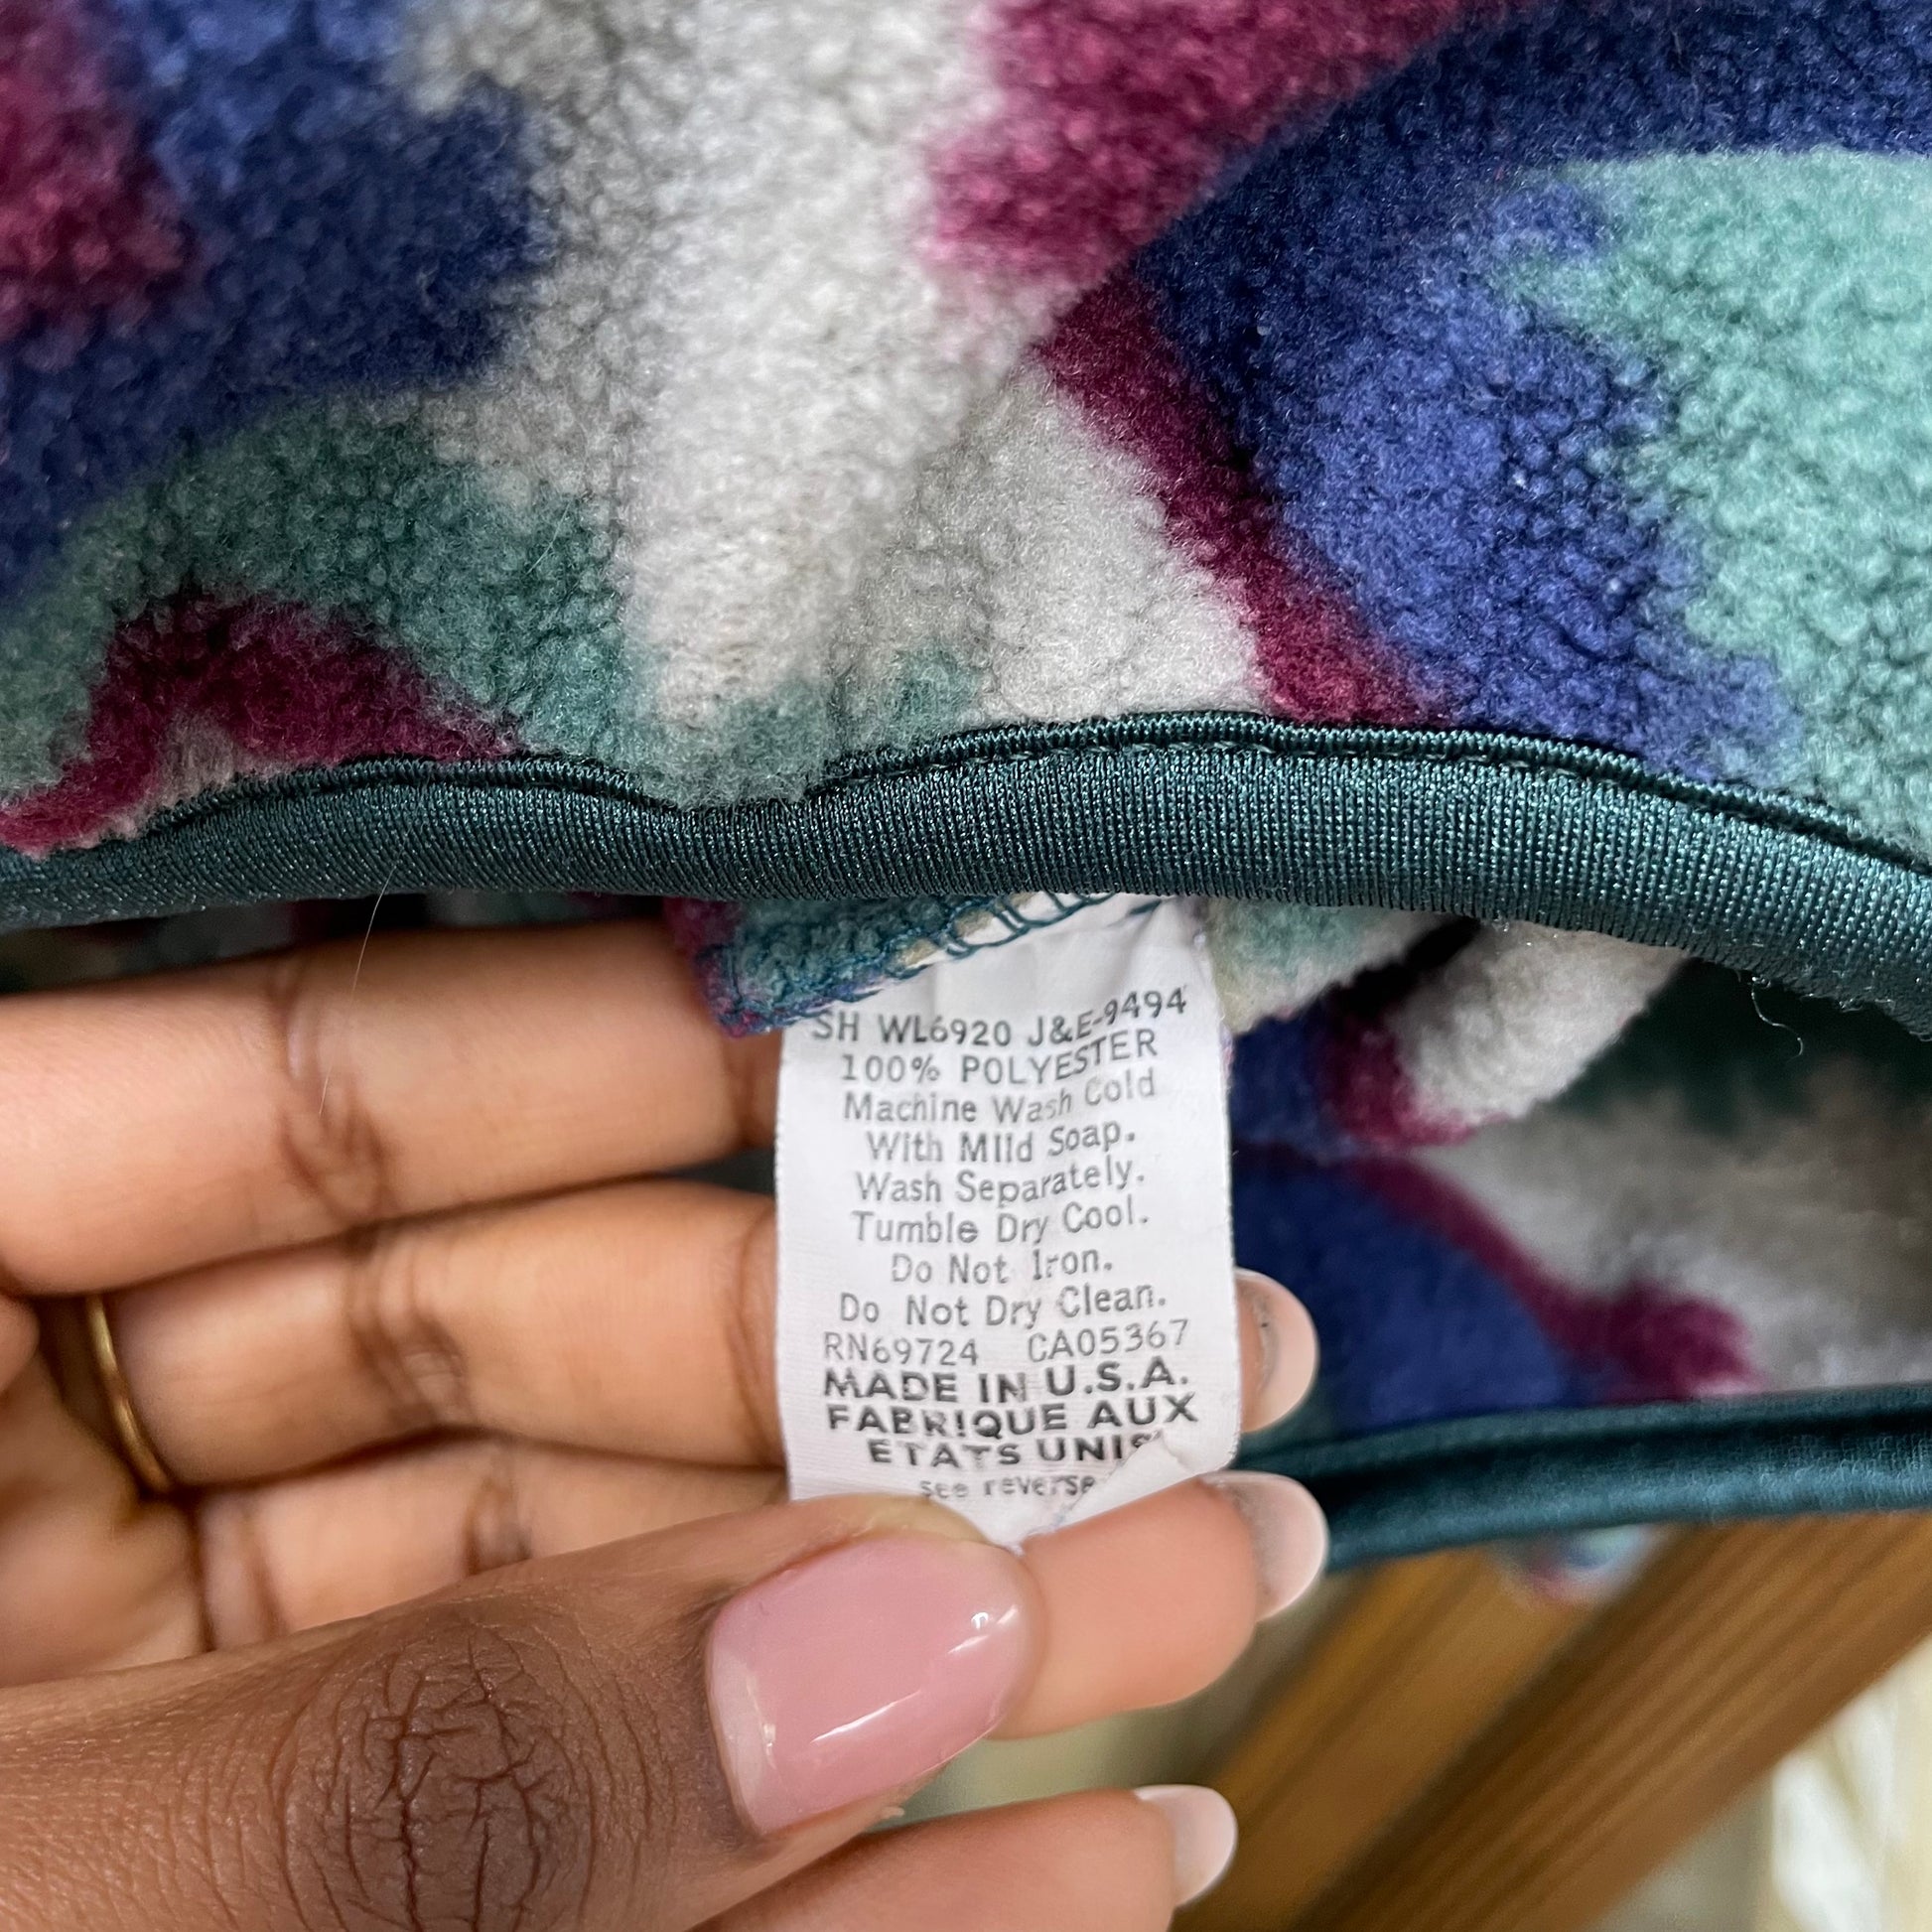 SH WL6920 J&E-9494
100% POLYESTER
Machine Wash Cold
With Mild Soap.
Wash Separately.
Tumble Dry Cool.
Do Not Iron.
Do Not Dry Clean.
RN69724 CA05367
MADE IN U.S.A.
FABRIQUE AUX
ETATS UNIS
see reverse